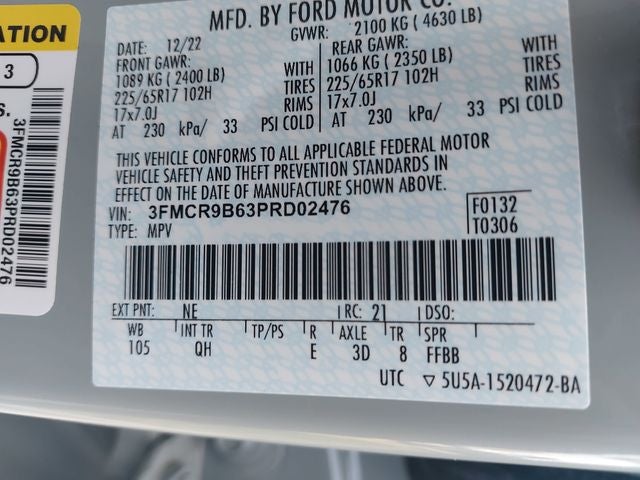 MFD. BY FORD MOTOR CO.
DATE: 12/22
GVWR: 2100 KG ( 4630 LB)
FRONT GAWR:
1089 KG ( 2400 LB)
225/65R17 102H
17x7.0J
AT 230 kPa/ 33 PSI COLD
WITH
TIRES
RIMS
REAR GAWR:
1066 KG ( 2350 LB)
225/65R17 102H
17x7.0J
AT 230 kPa/ 33 PSI COLD
WITH
TIRES
RIMS
THIS VEHICLE CONFORMS TO ALL APPLICABLE FEDERAL MOTOR
VEHICLE SAFETY AND THEFT PREVENTION STANDARDS IN
EFFECT ON THE DATE OF MANUFACTURE SHOWN ABOVE.
VIN: 3FMCR9B63PRD02476
TYPE: MPV
F0132
T0306
EXT PNT: NE RC: 21 DSO:
WB INT TR TP/PS R AXLE TR SPR
105 QH E 3D 8 FFBB
UTC ▽ 5U5A-1520472-BA
ATION
3
S.
3FMCR9B63PRD02476